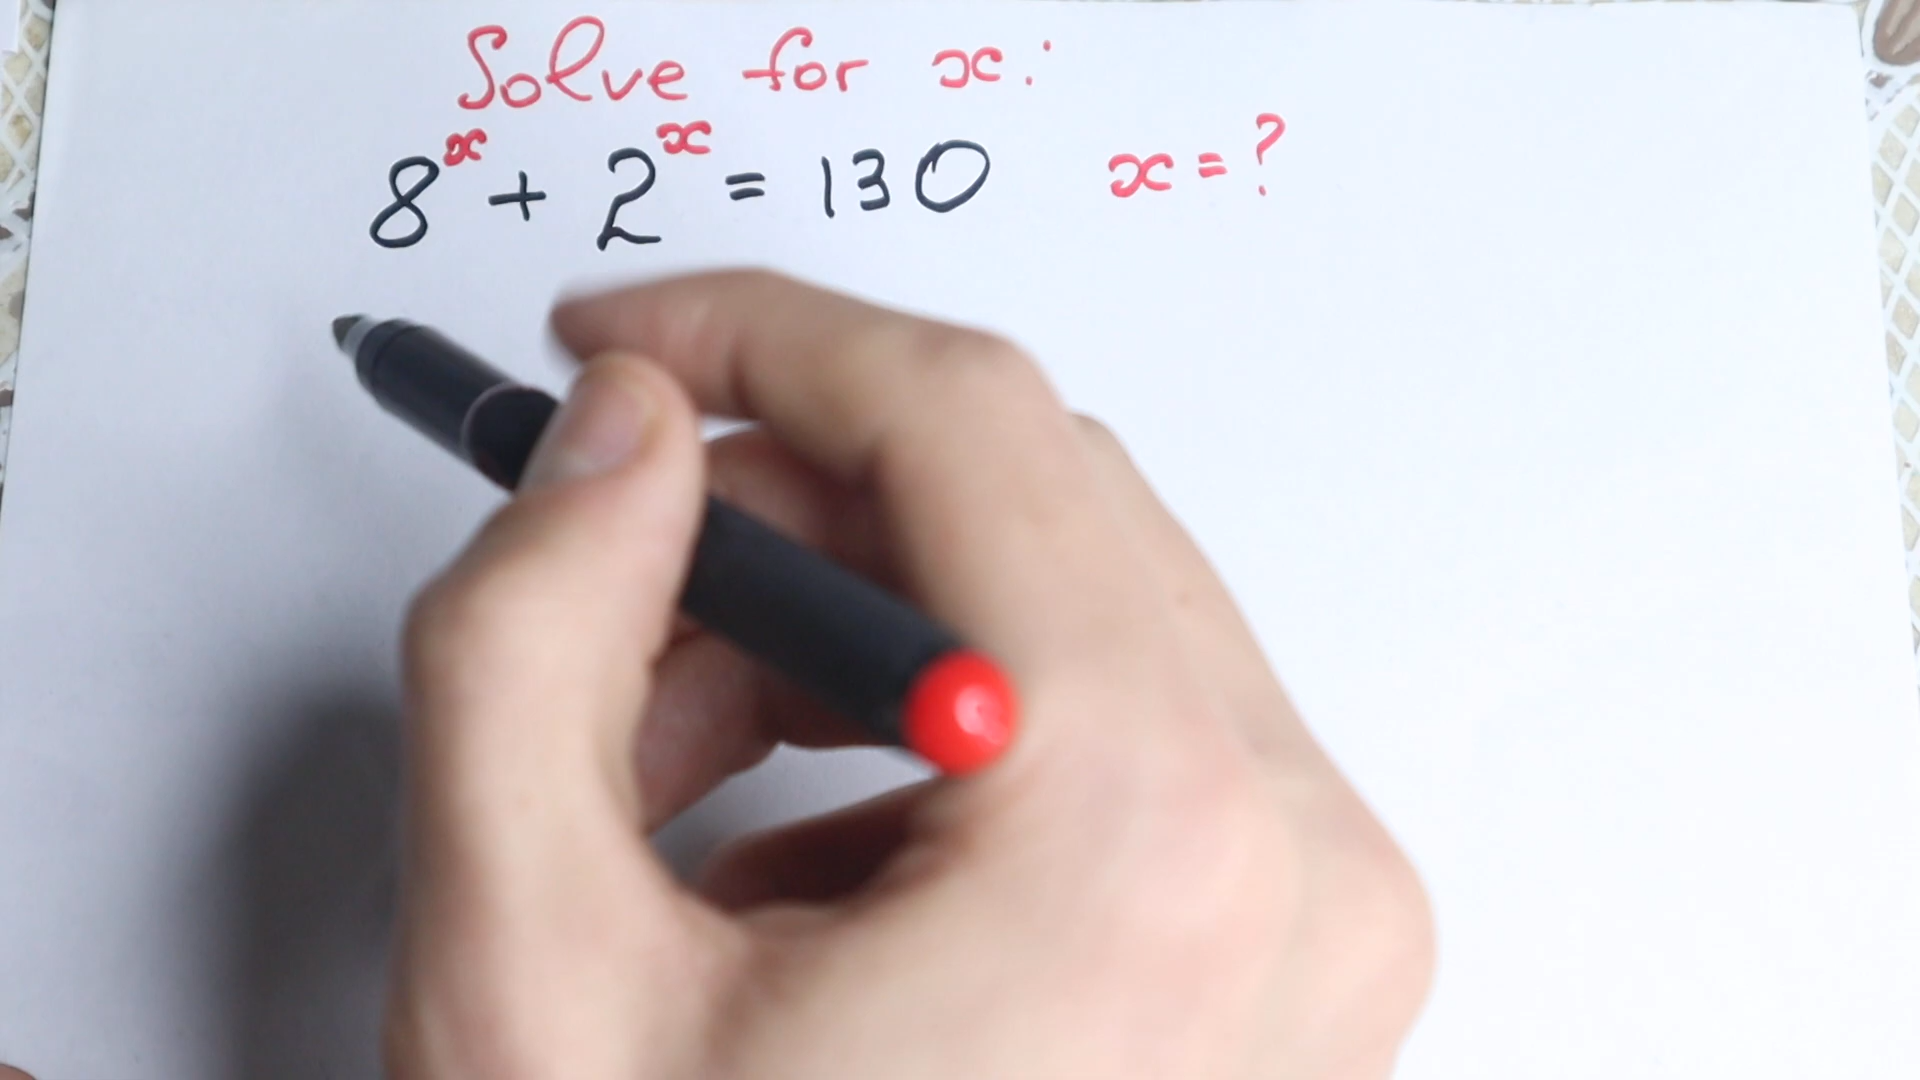 Solve for x:
8^x + 2^x = 130 x = ?